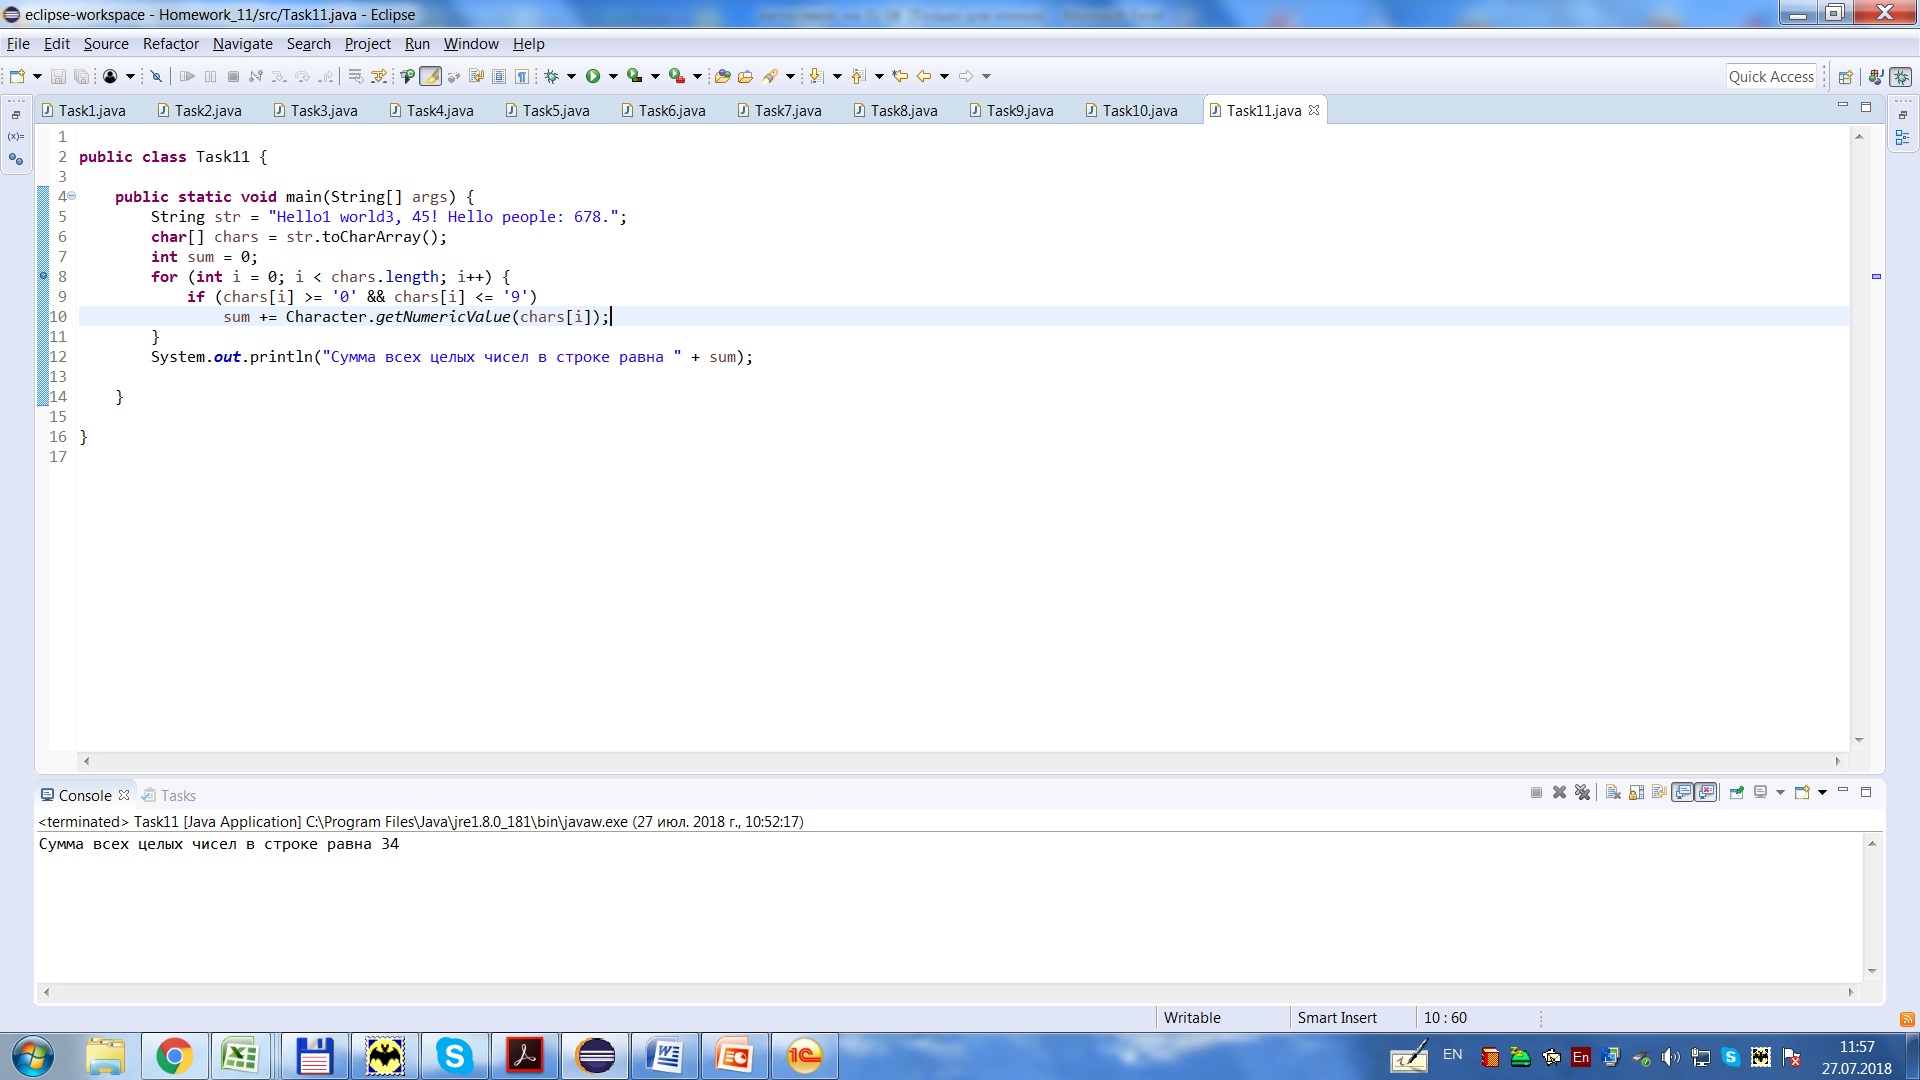 eclipse-workspace - Homework_11/src/Task11.java - Eclipse
File Edit Source Refactor Navigate Search Project Run Window Help
Quick Access
Task1.java Task2.java Task3.java Task4.java Task5.java Task6.java Task7.java Task8.java Task9.java Task10.java Task11.java
1
2 public class Task11 {
3
4 public static void main(String[] args) {
5 String str = "Hello1 world3, 45! Hello people: 678.";
6 char[] chars = str.toCharArray();
7 int sum = 0;
8 for (int i = 0; i < chars.length; i++) {
9 if (chars[i] >= '0' && chars[i] <= '9')
10 sum += Character.getNumericValue(chars[i]);
11 }
12 System.out.println("Сумма всех целых чисел в строке равна " + sum);
13
14 }
15
16 }
17
Console Tasks
<terminated> Task11 [Java Application] C:\Program Files\Java\jre1.8.0_181\bin\javaw.exe (27 июл. 2018 г., 10:52:17)
Сумма всех целых чисел в строке равна 34
Writable Smart Insert 10 : 60
EN En 11:57
27.07.2018